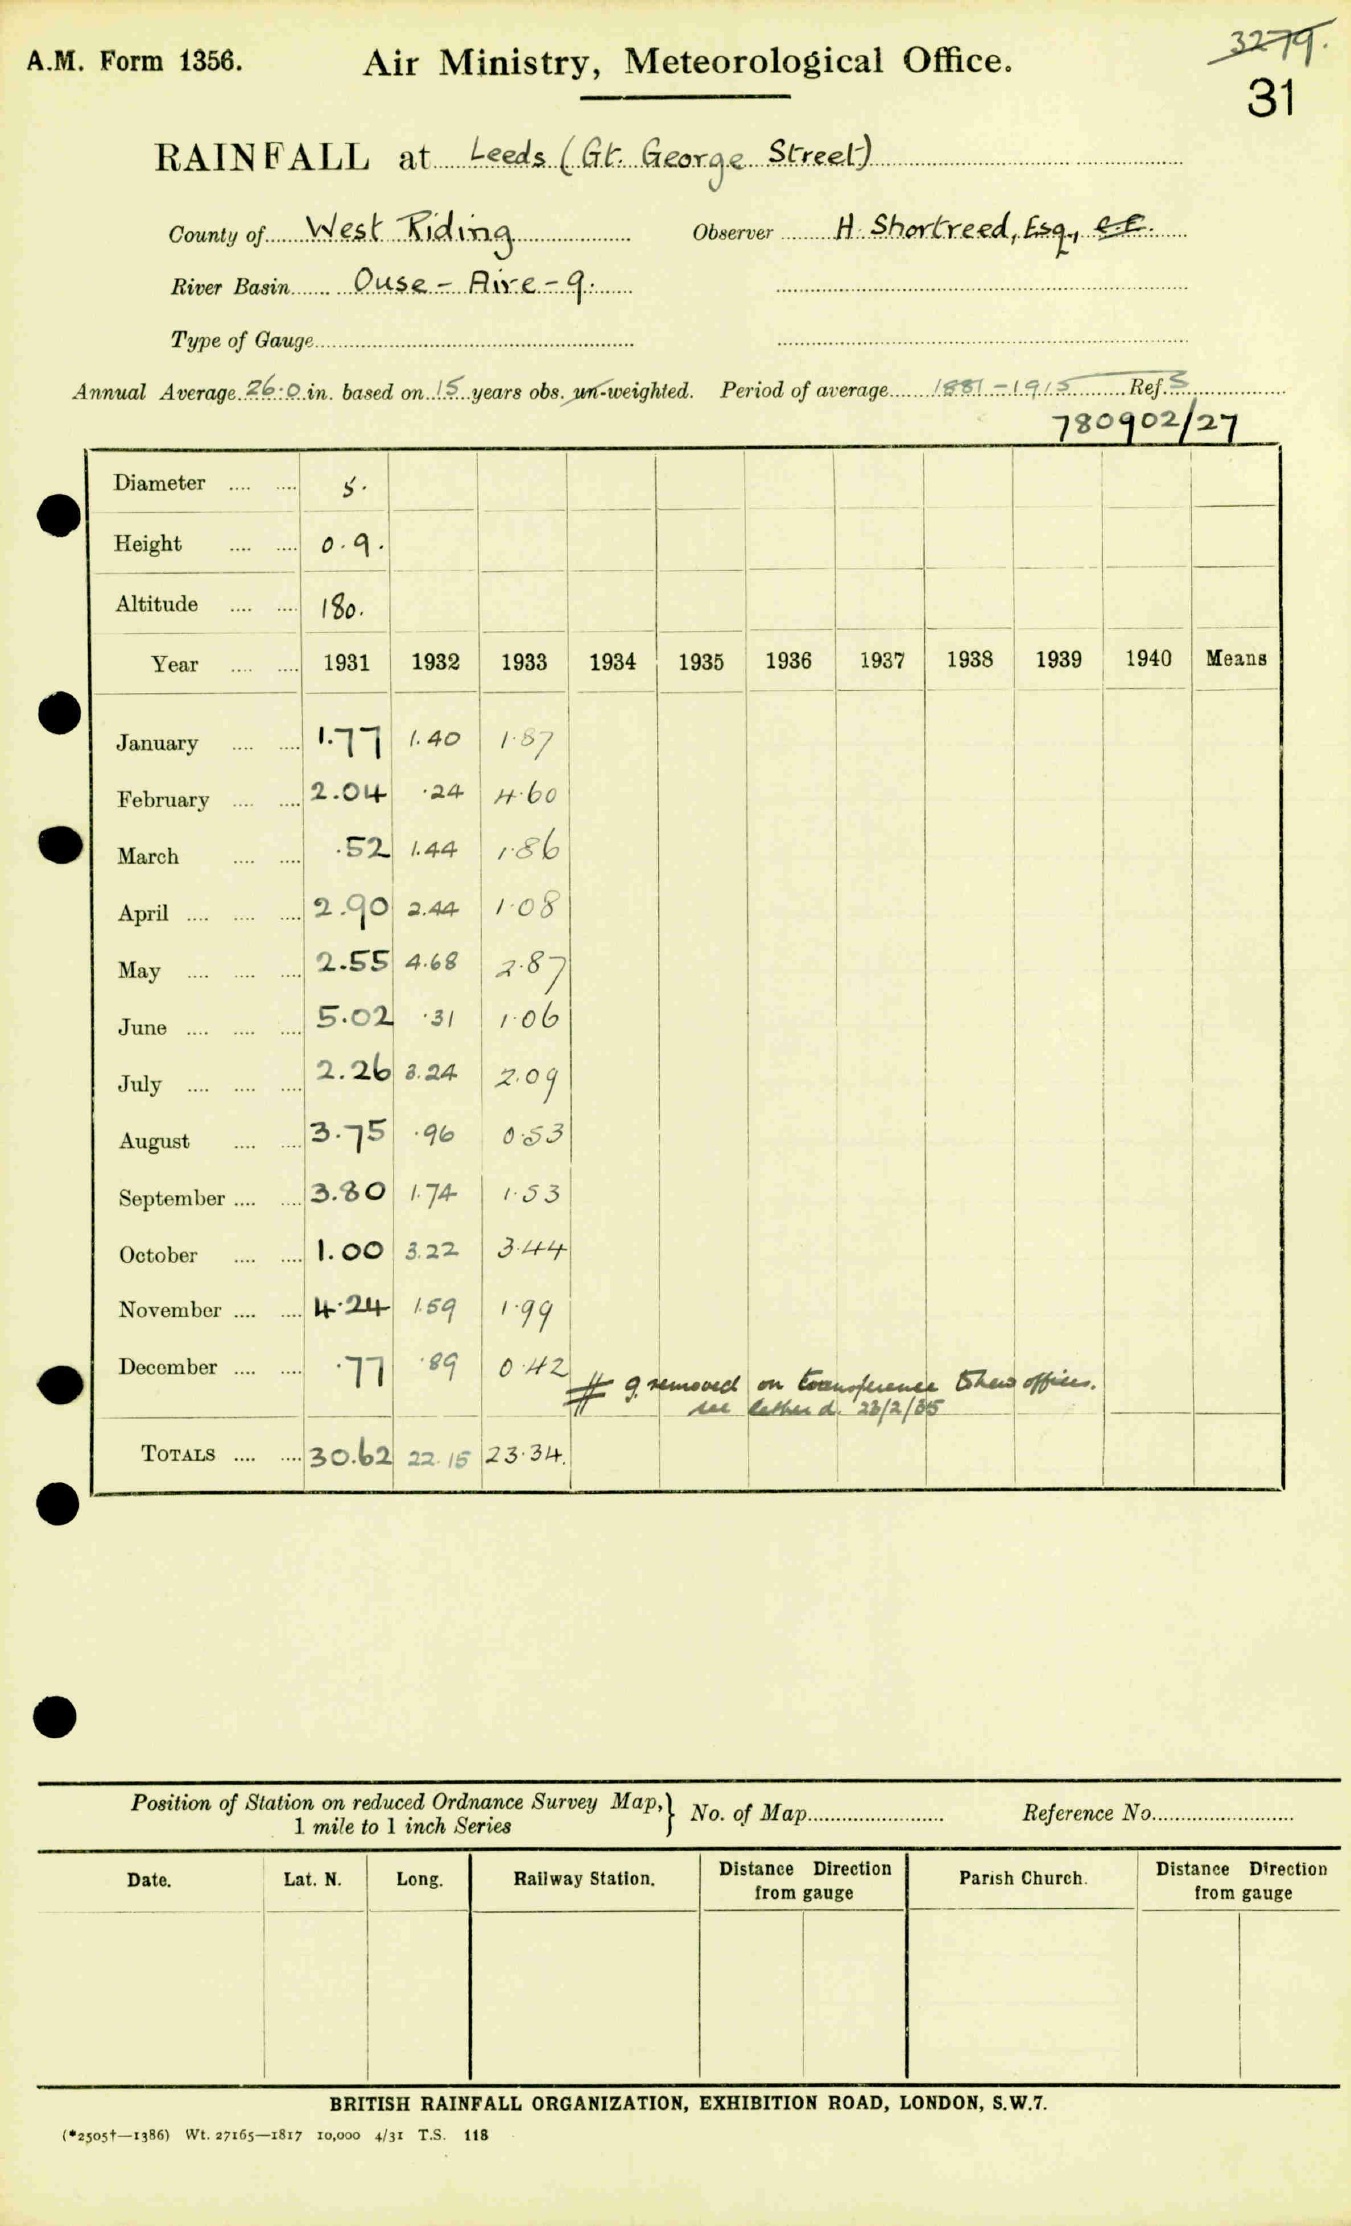 3279.
A.M. Form 1356. Air Ministry, Meteorological Office.
31
RAINFALL at Leeds (Gt. George Street)
County of West Riding Observer H. Shortreed, Esq., C.E.
River Basin Ouse - Aire - 9.
Type of Gauge
Annual Average 26.0 in. based on 15 years obs. un-weighted. Period of average 1881-1915 Ref. S
780902/27
Diameter .... .... 5.
Height .... .... 0.9.
Altitude .... .... 180.
Year .... .... 1931 1932 1933 1934 1935 1936 1937 1938 1939 1940 Means
January .... .... 1.77 1.40 1.87
February .... .... 2.04 .24 4.60
March .... .... .52 1.44 1.86
April .... .... .... 2.90 2.44 1.08
May .... .... .... 2.55 4.68 2.87
June .... .... .... 5.02 .31 1.06
July .... .... .... 2.26 3.24 2.09
August .... .... 3.75 .96 0.53
September .... .... 3.80 1.74 1.53
October .... .... 1.00 3.22 3.44
November .... .... 4.24 1.59 1.99
December .... .... .77 .89 0.42
# g. removed on transference to new offices.
see letter d. 23/2/35
TOTALS .... .... 30.62 22.15 23.34.
Position of Station on reduced Ordnance Survey Map, } No. of Map Reference No.
1 mile to 1 inch Series
Date. Lat. N. Long. Railway Station. Distance Direction from gauge Parish Church. Distance Direction from gauge
BRITISH RAINFALL ORGANIZATION, EXHIBITION ROAD, LONDON, S.W.7.
(*2505†—1386) Wt. 27165—1817 10,000 4/31 T.S. 118